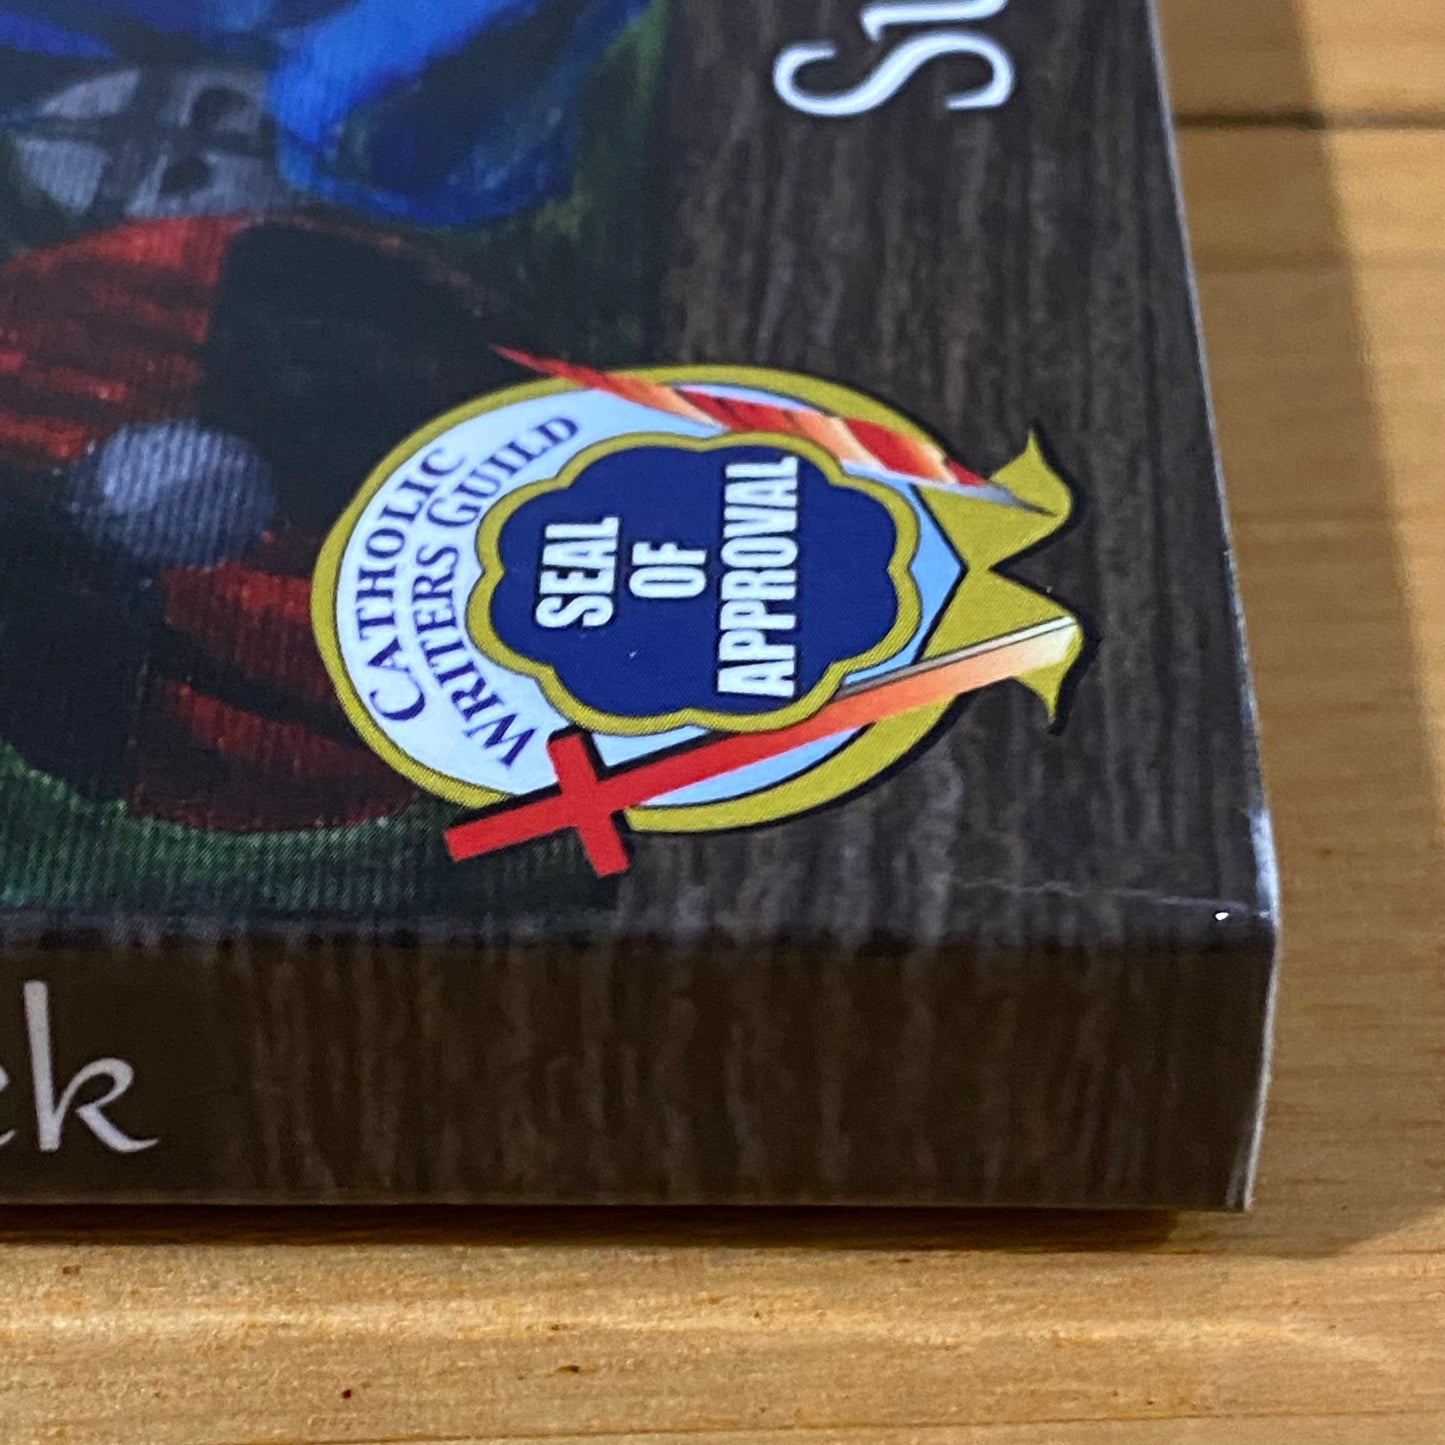 CATHOLIC
WRITERS GUILD
SEAL
OF
APPROVAL